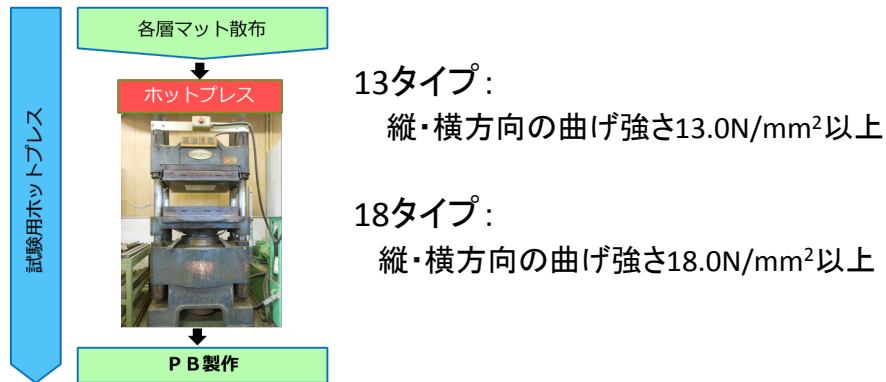 試験用ホットプレス
各層マット散布
ホットプレス
PB製作
13タイプ:
縦・横方向の曲げ強さ13.0N/mm²以上
18タイプ:
縦・横方向の曲げ強さ18.0N/mm²以上